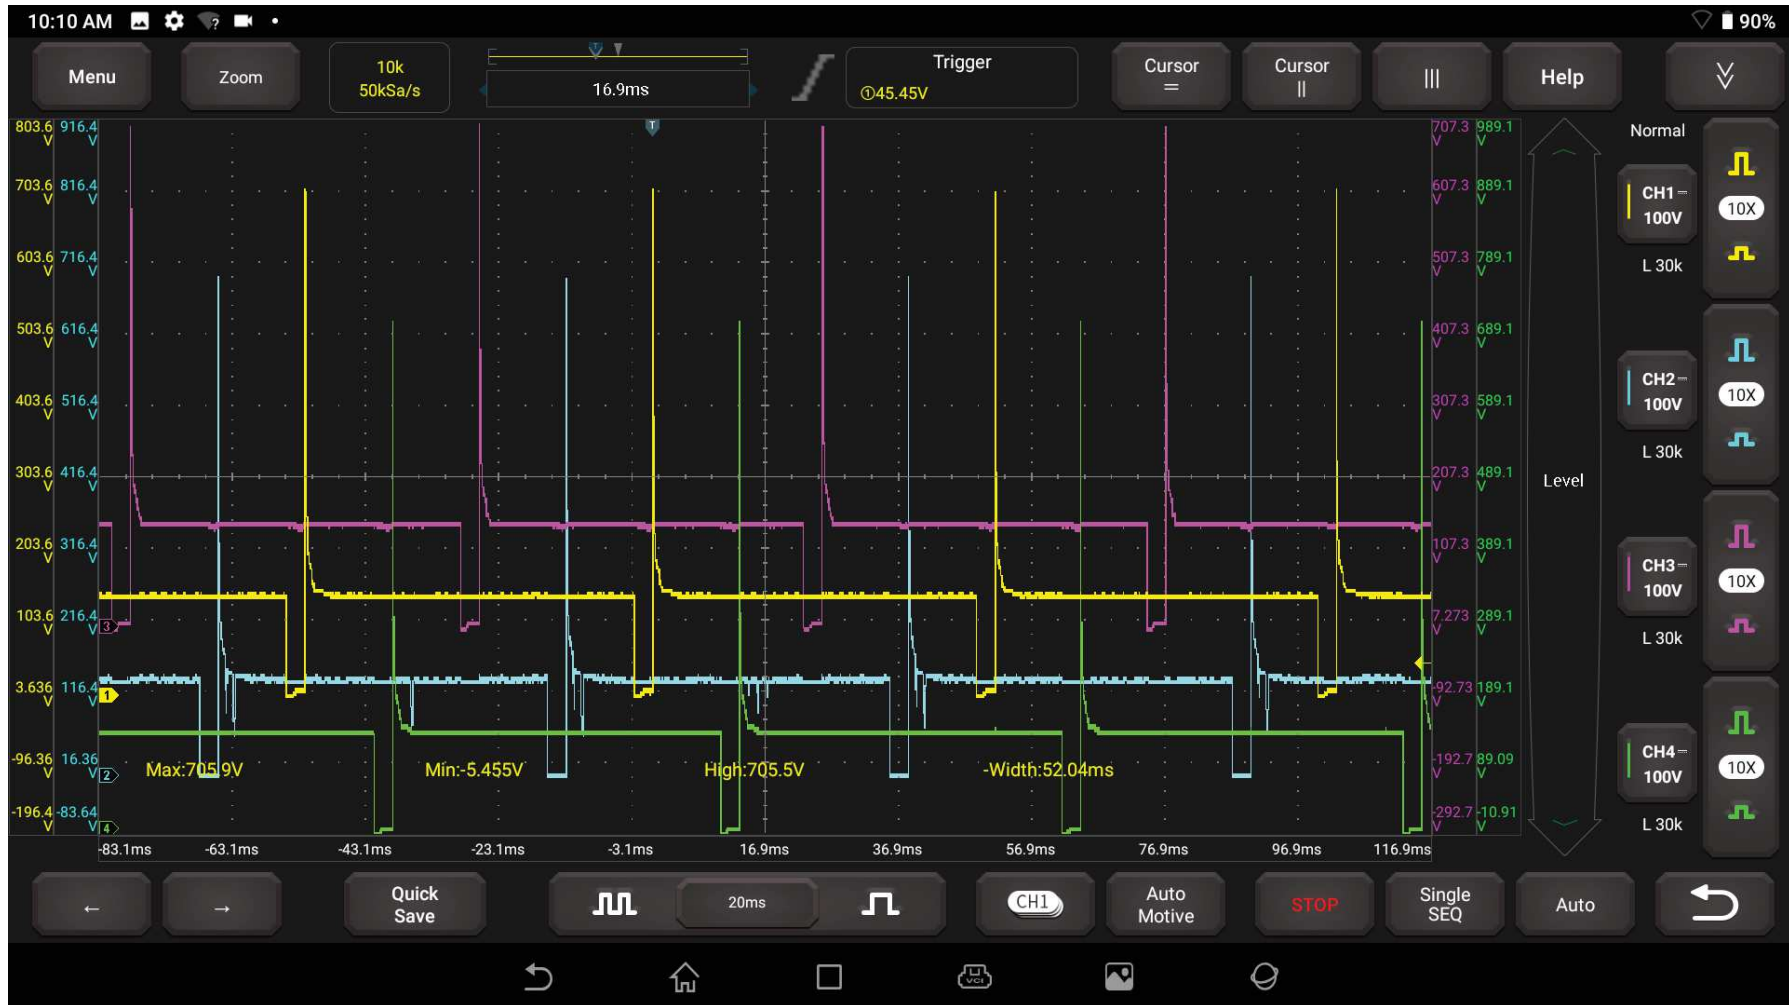 10:10 AM
?
90%
Menu
Zoom
10k
50kSa/s
16.9ms
T
Trigger
①45.45V
Cursor
=
Cursor
||
|||
Help
803.6 V
916.4 V
703.6 V
816.4 V
603.6 V
716.4 V
503.6 V
616.4 V
403.6 V
516.4 V
303.6 V
416.4 V
203.6 V
316.4 V
103.6 V
216.4 V
3.636 V
116.4 V
-96.36 V
16.36 V
-196.4 V
-83.64 V
T
3
1
2
4
707.3 V
989.1 V
607.3 V
889.1 V
507.3 V
789.1 V
407.3 V
689.1 V
307.3 V
589.1 V
207.3 V
489.1 V
107.3 V
389.1 V
7.273 V
289.1 V
-92.73 V
189.1 V
-192.7 V
89.09 V
-292.7 V
-10.91 V
Max:705.9V
Min:-5.455V
High:705.5V
-Width:52.04ms
-83.1ms
-63.1ms
-43.1ms
-23.1ms
-3.1ms
16.9ms
36.9ms
56.9ms
76.9ms
96.9ms
116.9ms
Level
Normal
CH1
100V
10X
L 30k
CH2
100V
10X
L 30k
CH3
100V
10X
L 30k
CH4
100V
10X
L 30k
←
→
Quick
Save
20ms
CH1
Auto
Motive
STOP
Single
SEQ
Auto
VCI